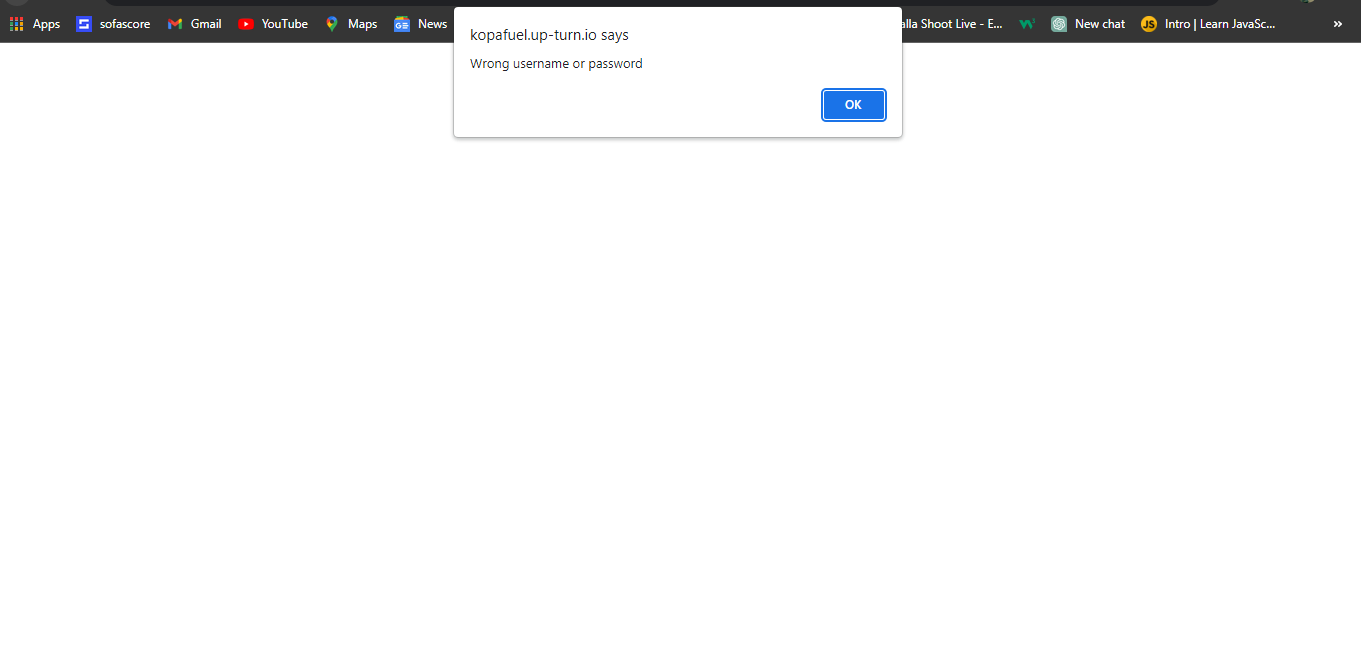 Apps sofascore Gmail YouTube Maps News alla Shoot Live - E... New chat JS Intro | Learn JavaSc... »
kopafuel.up-turn.io says
Wrong username or password
OK